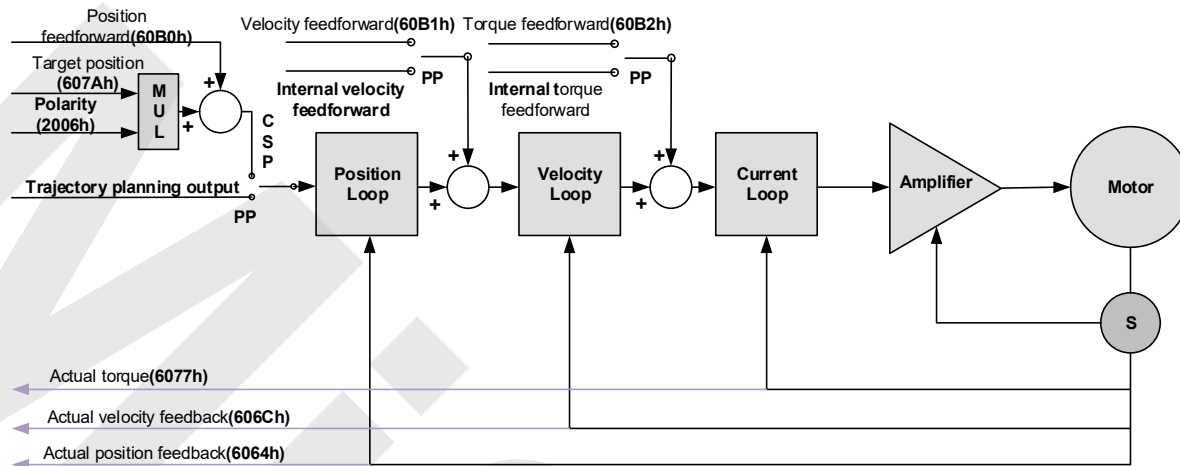 Position
feedforward(60B0h)
Target position
(607Ah)
Polarity
(2006h)
M
U
L
+
+
C
S
P
Trajectory planning output
PP
Velocity feedforward(60B1h)
Internal velocity
feedforward
PP
Torque feedforward(60B2h)
Internal torque
feedforward
PP
Position
Loop
+
+
Velocity
Loop
+
+
Current
Loop
Amplifier
Motor
S
Actual torque(6077h)
Actual velocity feedback(606Ch)
Actual position feedback(6064h)